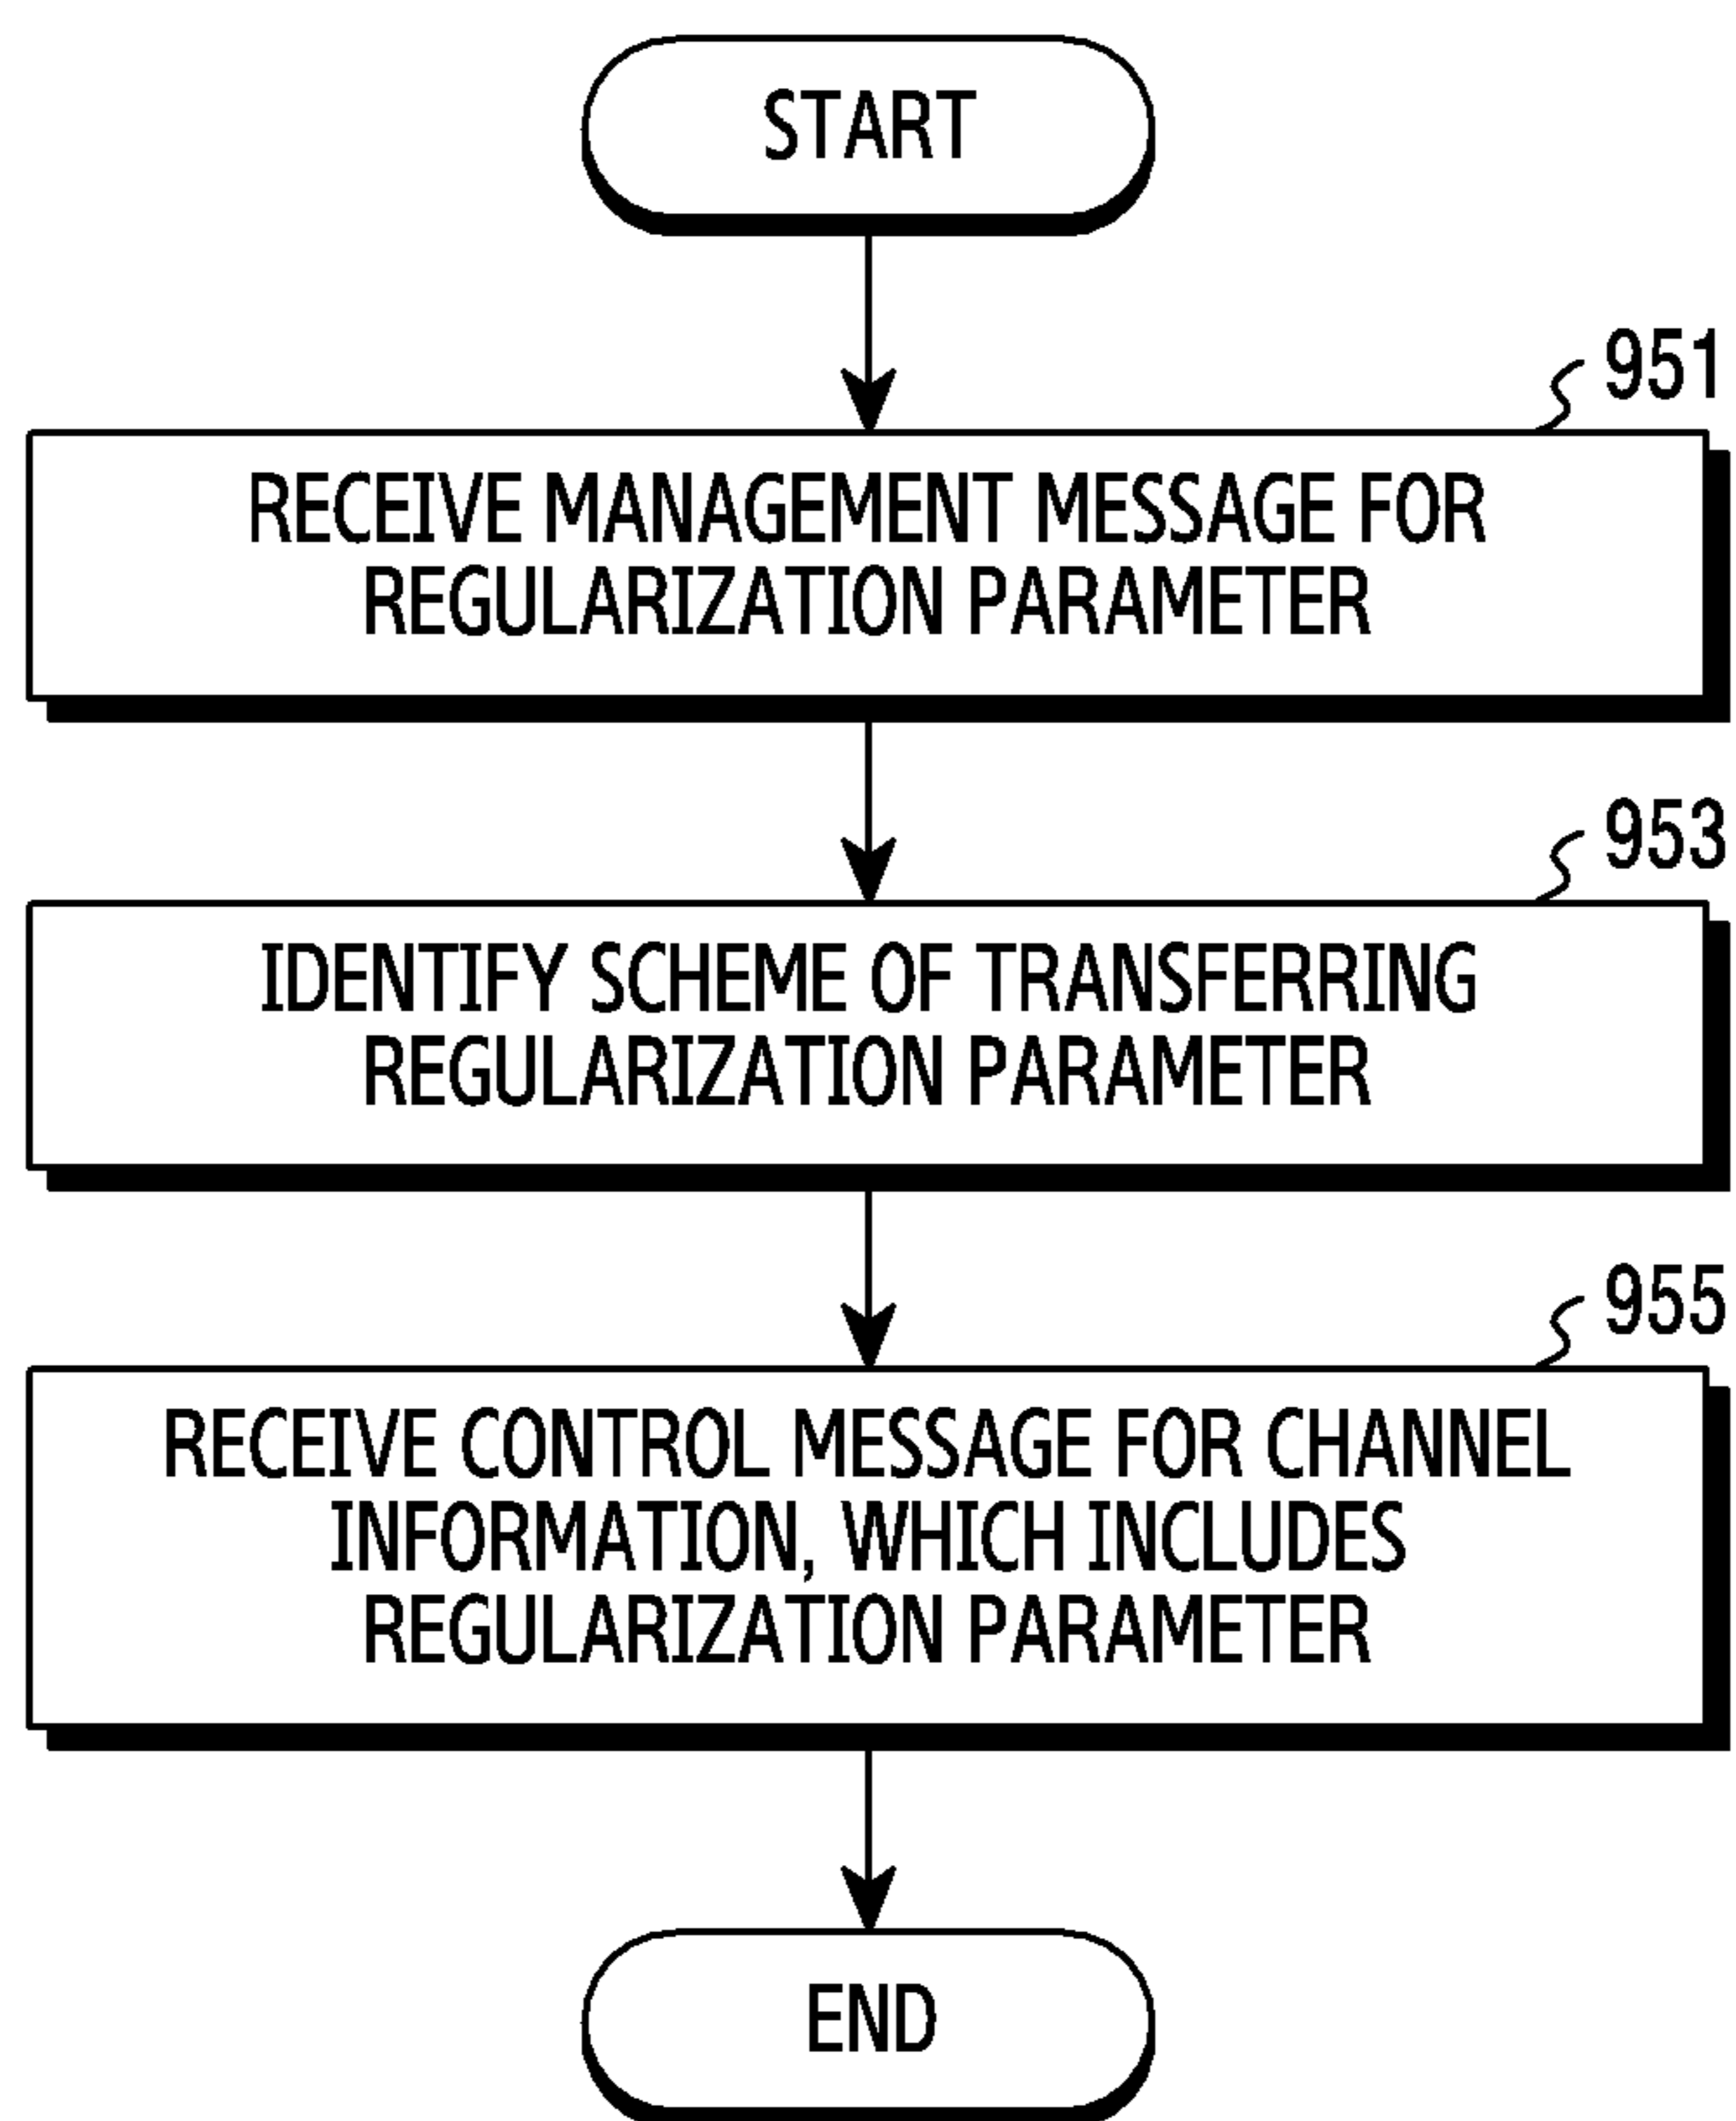 START
951
RECEIVE MANAGEMENT MESSAGE FOR
REGULARIZATION PARAMETER
953
IDENTIFY SCHEME OF TRANSFERRING
REGULARIZATION PARAMETER
955
RECEIVE CONTROL MESSAGE FOR CHANNEL
INFORMATION, WHICH INCLUDES
REGULARIZATION PARAMETER
END